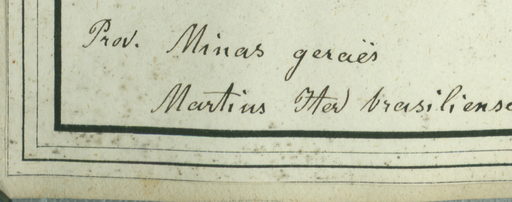 Prov. Minas geraës
Martius Iter brasiliense